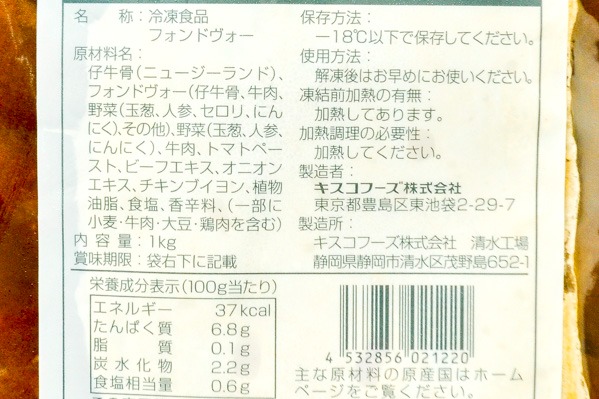 名　称：冷凍食品
フォンドヴォー
原材料名：
仔牛骨（ニュージーランド）、
フォンドヴォー（仔牛骨、牛肉、
野菜（玉葱、人参、セロリ、にん
にく）、その他）、野菜（玉葱、人参、
にんにく）、牛肉、トマトペー
スト、ビーフエキス、オニオン
エキス、チキンブイヨン、植物
油脂、食塩、香辛料、（一部に
小麦・牛肉・大豆・鶏肉を含む）
内 容 量：1kg
賞味期限：袋右下に記載
保存方法：
－18℃以下で保存してください。
使用方法：
解凍後はお早めにお使いください。
凍結前加熱の有無：
加熱してあります。
加熱調理の必要性：
加熱してください。
製造者：
キスコフーズ株式会社
東京都豊島区東池袋2-29-7
製造所：
キスコフーズ株式会社　清水工場
静岡県静岡市清水区茂野島652-1
栄養成分表示（100g当たり）
エネルギー　37kcal
たんぱく質　6.8g
脂　　質　0.1g
炭水化物　2.2g
食塩相当量　0.6g
4 532856 021220
主な原材料の原産国はホーム
ページをご覧ください。